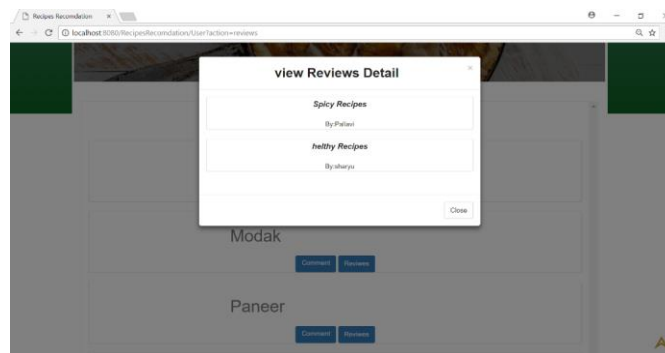 Recipes Recomdation
localhost:8080/RecipesRecomdation/User?action=reviews
view Reviews Detail
×
Spicy Recipes
By:Pallavi
helthy Recipes
By:sharyu
Close
Modak
Comment Reviews
Paneer
Comment Reviews